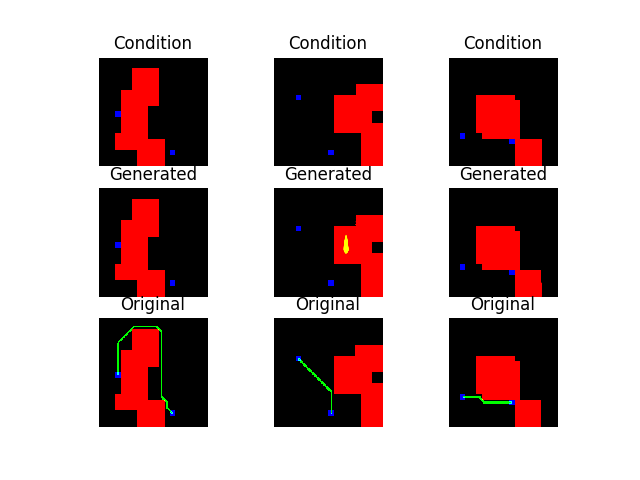 Condition Condition Condition
Generated Generated Generated
Original Original Original